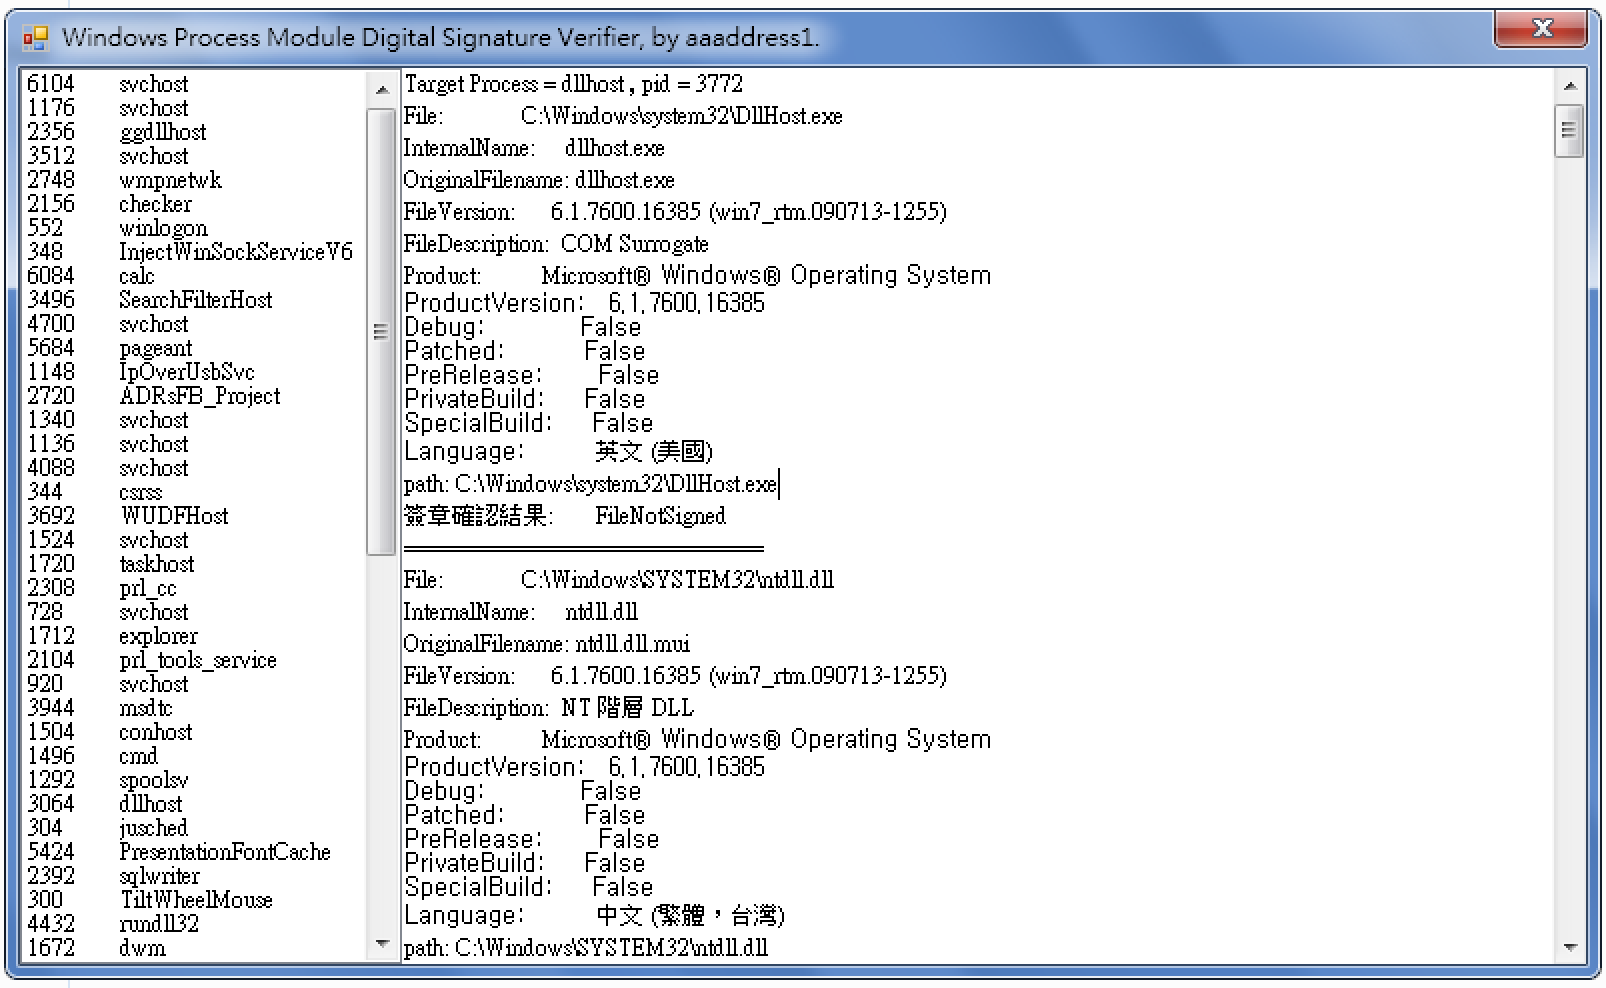 Windows Process Module Digital Signature Verifier, by aaaddress1.
6104 svchost
1176 svchost
2356 ggdllhost
3512 svchost
2748 wmpnetwk
2156 checker
552 winlogon
348 InjectWinSockServiceV6
6084 calc
3496 SearchFilterHost
4700 svchost
5684 pageant
1148 IpOverUsbSvc
2720 ADRsFB_Project
1340 svchost
1136 svchost
4088 svchost
344 csrss
3692 WUDFHost
1524 svchost
1720 taskhost
2308 prl_cc
728 svchost
1712 explorer
2104 prl_tools_service
920 svchost
3944 msdtc
1504 conhost
1496 cmd
1292 spoolsv
3064 dllhost
304 jusched
5424 PresentationFontCache
2392 sqlwriter
300 TiltWheelMouse
4432 rundll32
1672 dwm
Target Process = dllhost , pid = 3772
File: C:\Windows\system32\DllHost.exe
InternalName: dllhost.exe
OriginalFilename: dllhost.exe
FileVersion: 6.1.7600.16385 (win7_rtm.090713-1255)
FileDescription: COM Surrogate
Product: Microsoft® Windows® Operating System
ProductVersion: 6.1.7600.16385
Debug: False
Patched: False
PreRelease: False
PrivateBuild: False
SpecialBuild: False
Language: 英文 (美國)
path: C:\Windows\system32\DllHost.exe
簽章確認結果: FileNotSigned
==============================
File: C:\Windows\SYSTEM32\ntdll.dll
InternalName: ntdll.dll
OriginalFilename: ntdll.dll.mui
FileVersion: 6.1.7600.16385 (win7_rtm.090713-1255)
FileDescription: NT 階層 DLL
Product: Microsoft® Windows® Operating System
ProductVersion: 6.1.7600.16385
Debug: False
Patched: False
PreRelease: False
PrivateBuild: False
SpecialBuild: False
Language: 中文 (繁體，台灣)
path: C:\Windows\SYSTEM32\ntdll.dll